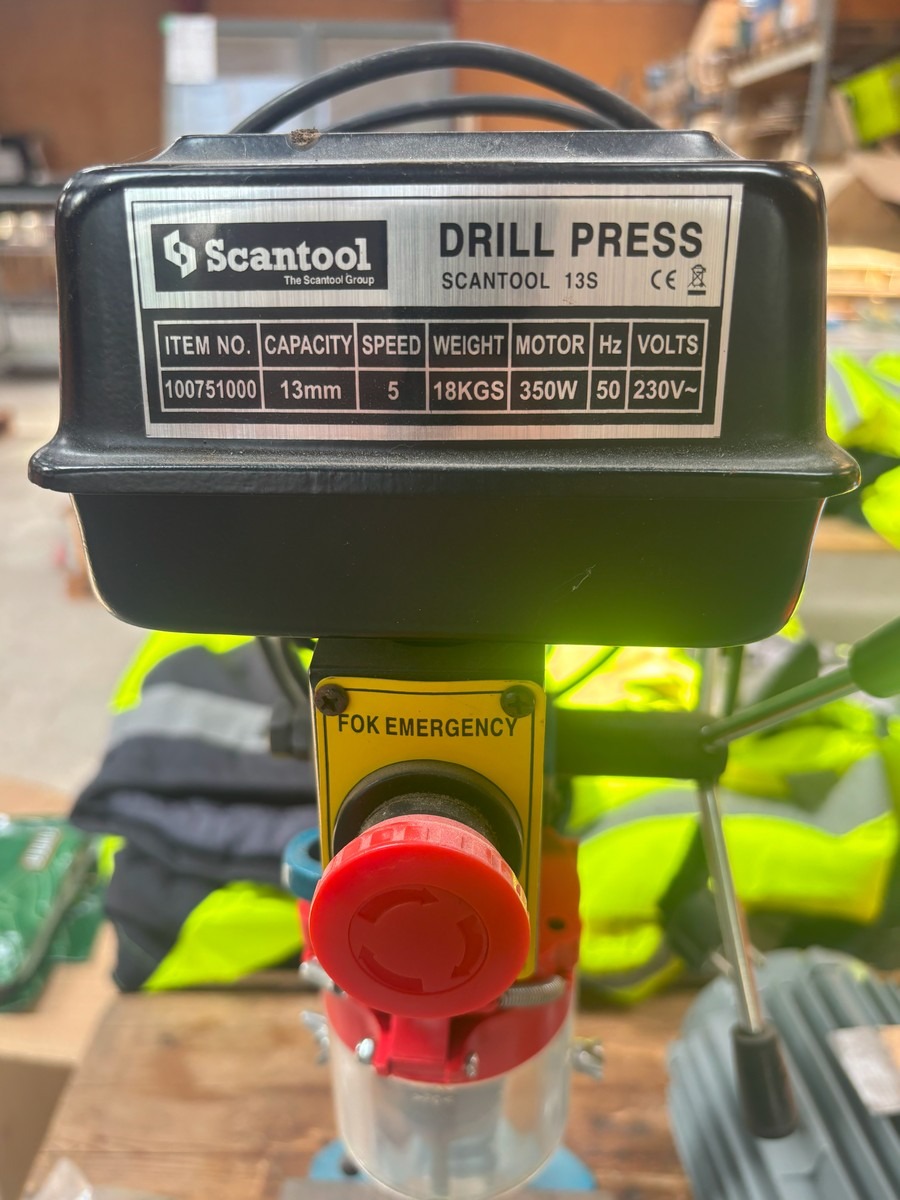 Scantool
The Scantool Group
DRILL PRESS
SCANTOOL 13S
CE
ITEM NO. CAPACITY SPEED WEIGHT MOTOR Hz VOLTS
100751000 13mm 5 18KGS 350W 50 230V~
FOK EMERGENCY